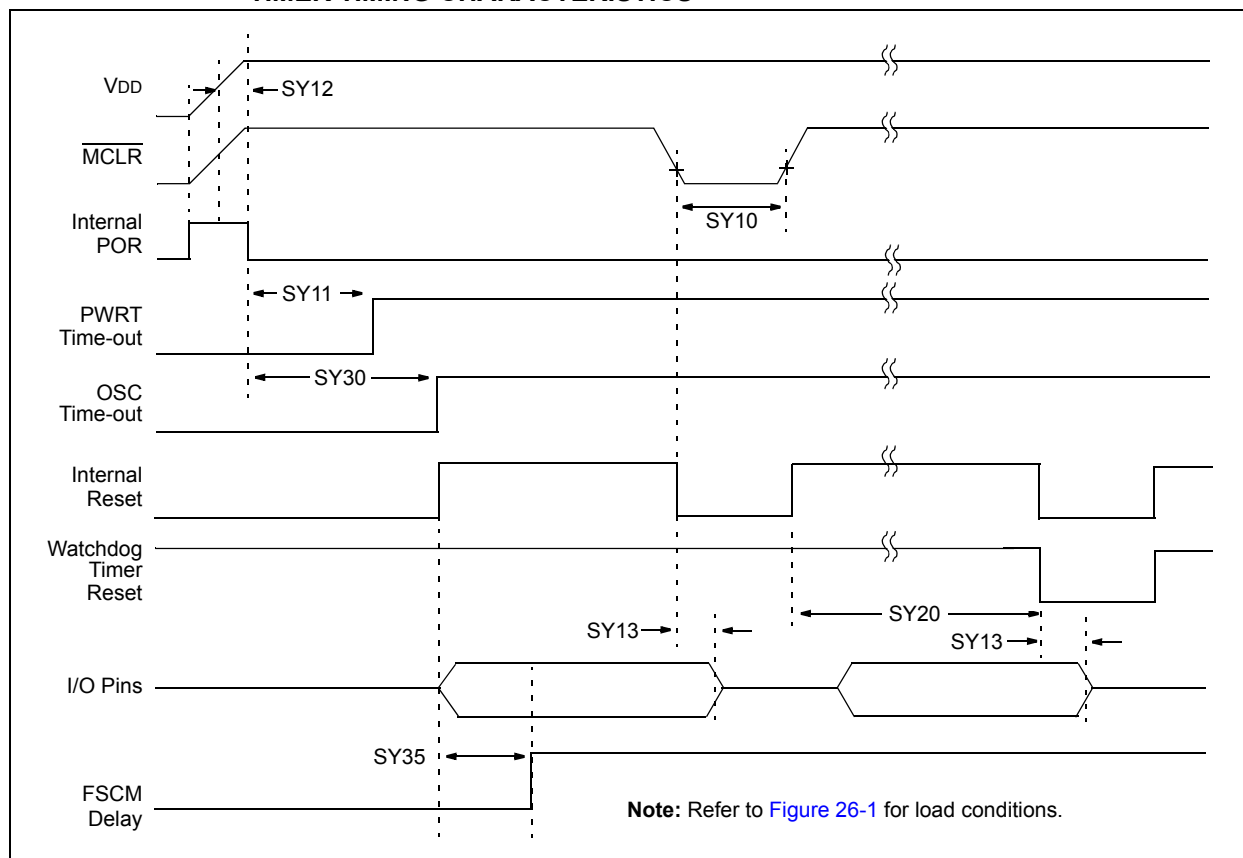 TIMER TIMING CHARACTERISTICS
VDD
SY12
MCLR
SY10
Internal
POR
SY11
PWRT
Time-out
SY30
OSC
Time-out
Internal
Reset
Watchdog
Timer
Reset
SY20
SY13
SY13
I/O Pins
SY35
FSCM
Delay
Note: Refer to Figure 26-1 for load conditions.